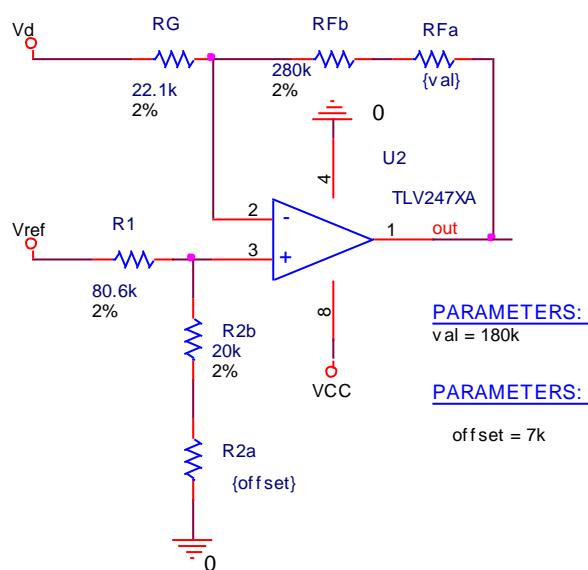 Vd
RG
22.1k
2%
RFb
280k
2%
RFa
{val}
0
4
U2
TLV247XA
2
-
1
out
3
+
8
VCC
Vref
R1
80.6k
2%
R2b
20k
2%
R2a
{offset}
0
PARAMETERS:
val = 180k
PARAMETERS:
offset = 7k